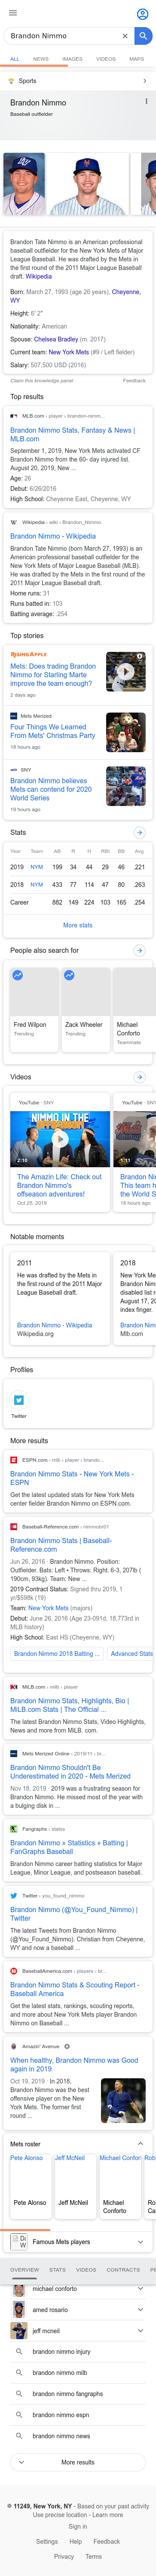 Brandon Nimmo
ALL NEWS IMAGES VIDEOS MAPS
Sports
Brandon Nimmo
Baseball outfielder
Brandon Tate Nimmo is an American professional
baseball outfielder for the New York Mets of Major
League Baseball. He was drafted by the Mets in
the first round of the 2011 Major League Baseball
draft. Wikipedia
Born: March 27, 1993 (age 26 years), Cheyenne,
WY
Height: 6′ 2″
Nationality: American
Spouse: Chelsea Bradley (m. 2017)
Current team: New York Mets (#9 / Left fielder)
Salary: 507,500 USD (2016)
Claim this knowledge panel Feedback
Top results
MLB.com › player › brandon-nimm...
Brandon Nimmo Stats, Fantasy & News |
MLB.com
September 1, 2019, New York Mets activated CF
Brandon Nimmo from the 60-day injured list.
August 20, 2019, New ...
Age: 26
Debut: 6/26/2016
High School: Cheyenne East, Cheyenne, WY
Wikipedia › wiki › Brandon_Nimmo
Brandon Nimmo - Wikipedia
Brandon Tate Nimmo (born March 27, 1993) is an
American professional baseball outfielder for the
New York Mets of Major League Baseball (MLB).
He was drafted by the Mets in the first round of
the 2011 Major League Baseball draft.
Home runs: 31
Runs batted in: 103
Batting average: .254
Top stories
RISINGAPPLE
Mets: Does trading Brandon
Nimmo for Starling Marte
improve the team enough?
2 days ago
Mets Merized
Four Things We Learned
From Mets' Christmas Party
18 hours ago
SNY
Brandon Nimmo believes
Mets can contend for 2020
World Series
19 hours ago
Stats
Year Team AB R H RBI BB Avg
2019 NYM 199 34 44 29 46 .221
2018 NYM 433 77 114 47 80 .263
Career 882 149 224 103 165 .254
More stats
People also search for
Fred Wilpon
Trending
Zack Wheeler
Trending
Michael
Conforto
Teammate
Videos
YouTube · SNY
NIMMO IN THE
OFFSEASON
2:10
The Amazin Life: Check out
Brandon Nimmo's
offseason adventures!
Oct 25, 2019
YouTube · SNY
Brandon Ni
This team h
the World S
18 hours ago
Notable moments
2011
He was drafted by the Mets in
the first round of the 2011 Major
League Baseball draft.
Brandon Nimmo - Wikipedia
Wikipedia.org
2018
New York Me
Brandon Nim
disabled list r
August 17, 20
index finger.
Brandon Nim
Mlb.com
Profiles
Twitter
More results
ESPN.com › mlb › player › brando...
Brandon Nimmo Stats - New York Mets -
ESPN
Get the latest updated stats for New York Mets
center fielder Brandon Nimmo on ESPN.com.
Baseball-Reference.com › nimmobr01
Brandon Nimmo Stats | Baseball-
Reference.com
Jun 26, 2016 · Brandon Nimmo. Position:
Outfielder. Bats: Left • Throws: Right. 6-3, 207lb (
190cm, 93kg). Team: New ...
2019 Contract Status: Signed thru 2019, 1
yr/$598k (19)
Team: New York Mets (majors)
Debut: June 26, 2016 (Age 23-091d, 18,773rd in
MLB history)
High School: East HS (Cheyenne, WY)
Brandon Nimmo 2018 Batting ... Advanced Stats
MiLB.com › milb › player
Brandon Nimmo Stats, Highlights, Bio |
MiLB.com Stats | The Official ...
The latest Brandon Nimmo Stats, Video Highlights,
News and more from MILB. com.
Mets Merized Online › 2019/11 › br...
Brandon Nimmo Shouldn't Be
Underestimated in 2020 - Mets Merized
Nov 18, 2019 · 2019 was a frustrating season for
Brandon Nimmo. He missed much of the year with
a bulging disk in ...
Fangraphs › statss
Brandon Nimmo » Statistics » Batting |
FanGraphs Baseball
Brandon Nimmo career batting statistics for Major
League, Minor League, and postseason baseball.
Twitter › you_found_nimmo
Brandon Nimmo (@You_Found_Nimmo) |
Twitter
The latest Tweets from Brandon Nimmo
(@You_Found_Nimmo). Christian from Cheyenne,
WY and now a baseball ...
BaseballAmerica.com › players › br...
Brandon Nimmo Stats & Scouting Report -
Baseball America
Get the latest stats, rankings, scouting reports,
and more about New York Mets player Brandon
Nimmo on Baseball ...
Amazin' Avenue
When healthy, Brandon Nimmo was Good
again in 2019
Oct 19, 2019 · In 2018,
Brandon Nimmo was the best
offensive player on the New
York Mets. The former first
round ...
Mets roster
Pete Alonso Jeff McNeil Michael Confort Rob
Pete Alonso Jeff McNeil Michael
Conforto
Ro
Ca
Famous Mets players
OVERVIEW STATS VIDEOS CONTRACTS PE
michael conforto
amed rosario
jeff mcneil
brandon nimmo injury
brandon nimmo milb
brandon nimmo fangraphs
brandon nimmo espn
brandon nimmo news
More results
11249, New York, NY - Based on your past activity
Use precise location - Learn more
Sign in
Settings Help Feedback
Privacy Terms